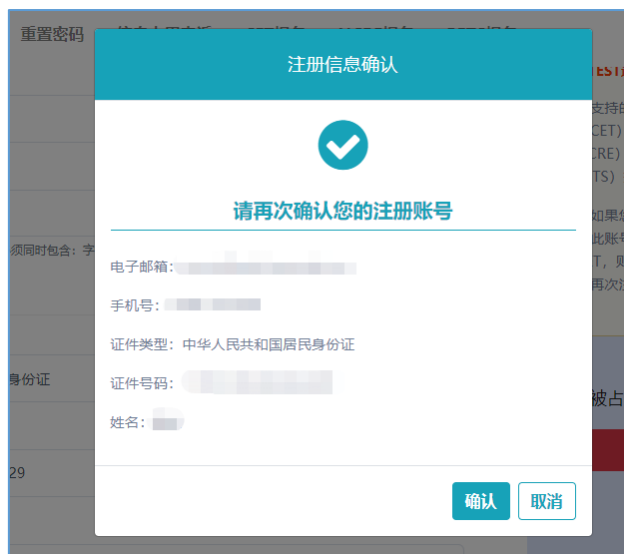 重置密码
注册信息确认
请再次确认您的注册账号
电子邮箱：
手机号：
证件类型：中华人民共和国居民身份证
证件号码：
姓名：
确认 取消
须同时包含：字
身份证
29
支持的
CET)
CRE)
TS)
如果您
此账号
T，则
再次注
被占